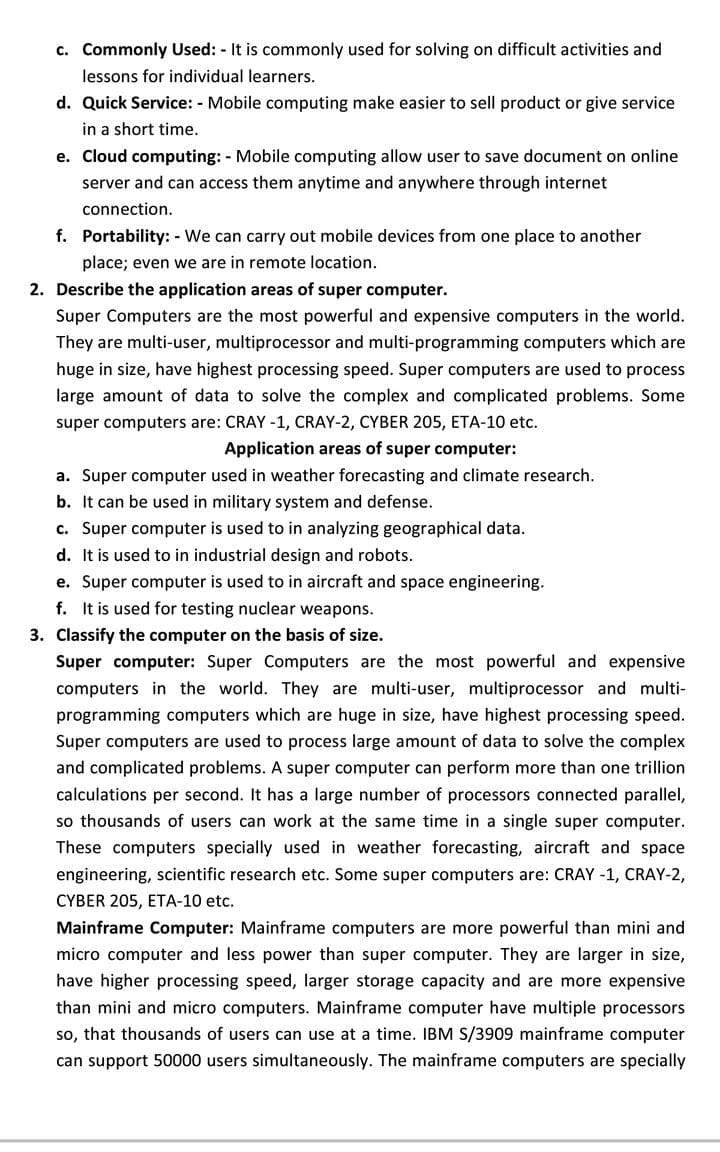 c. Commonly Used: - It is commonly used for solving on difficult activities and
lessons for individual learners.
d. Quick Service: - Mobile computing make easier to sell product or give service
in a short time.
e. Cloud computing: - Mobile computing allow user to save document on online
server and can access them anytime and anywhere through internet
connection.
f. Portability: - We can carry out mobile devices from one place to another
place; even we are in remote location.
2. Describe the application areas of super computer.
Super Computers are the most powerful and expensive computers in the world.
They are multi-user, multiprocessor and multi-programming computers which are
huge in size, have highest processing speed. Super computers are used to process
large amount of data to solve the complex and complicated problems. Some
super computers are: CRAY -1, CRAY-2, CYBER 205, ETA-10 etc.
Application areas of super computer:
a. Super computer used in weather forecasting and climate research.
b. It can be used in military system and defense.
c. Super computer is used to in analyzing geographical data.
d. It is used to in industrial design and robots.
e. Super computer is used to in aircraft and space engineering.
f. It is used for testing nuclear weapons.
3. Classify the computer on the basis of size.
Super computer: Super Computers are the most powerful and expensive
computers in the world. They are multi-user, multiprocessor and multi-
programming computers which are huge in size, have highest processing speed.
Super computers are used to process large amount of data to solve the complex
and complicated problems. A super computer can perform more than one trillion
calculations per second. It has a large number of processors connected parallel,
so thousands of users can work at the same time in a single super computer.
These computers specially used in weather forecasting, aircraft and space
engineering, scientific research etc. Some super computers are: CRAY -1, CRAY-2,
CYBER 205, ETA-10 etc.
Mainframe Computer: Mainframe computers are more powerful than mini and
micro computer and less power than super computer. They are larger in size,
have higher processing speed, larger storage capacity and are more expensive
than mini and micro computers. Mainframe computer have multiple processors
so, that thousands of users can use at a time. IBM S/3909 mainframe computer
can support 50000 users simultaneously. The mainframe computers are specially